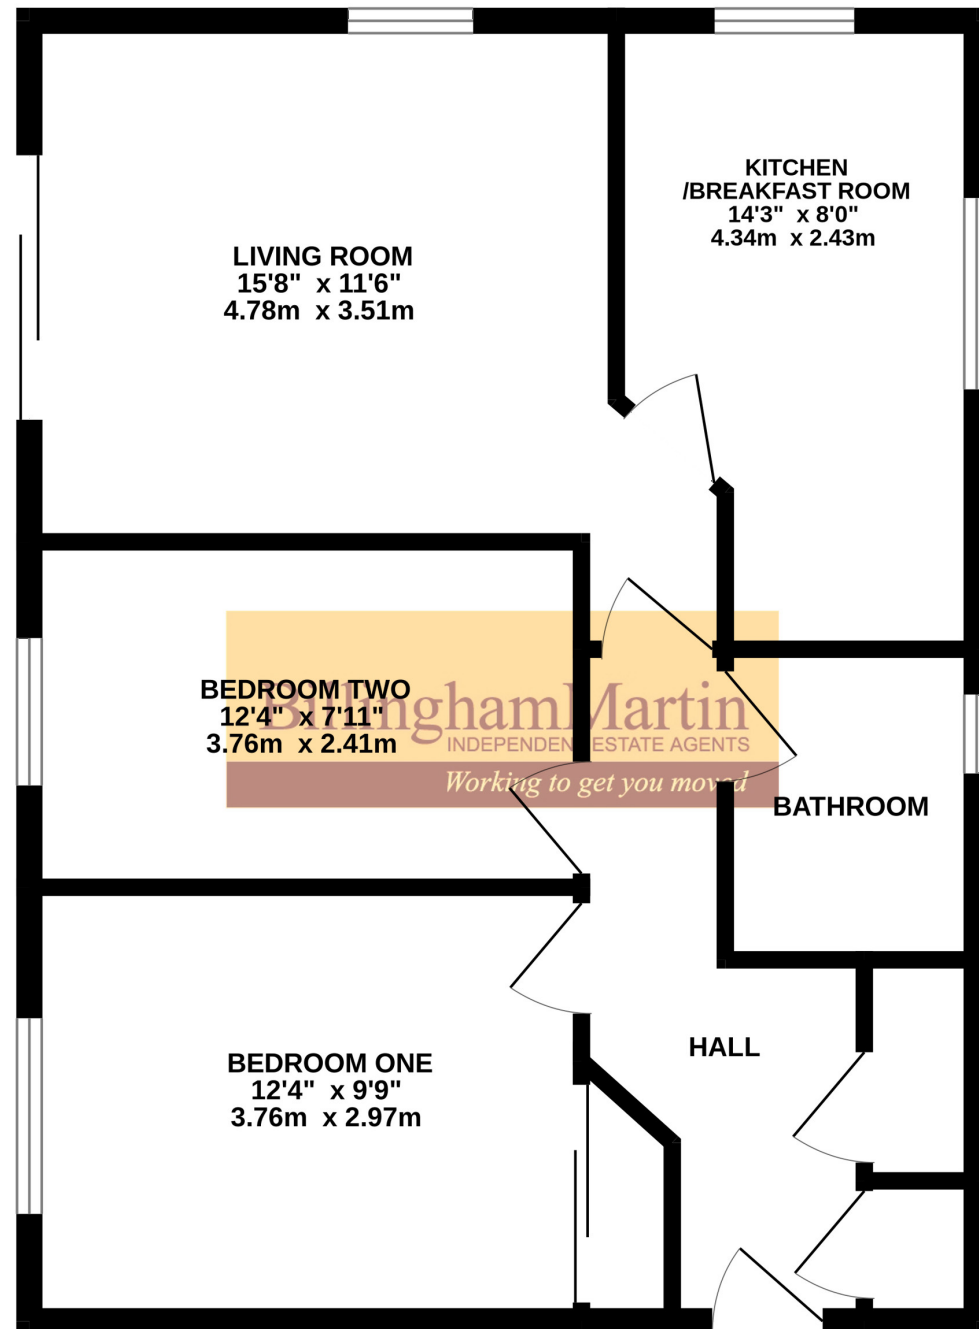 KITCHEN
/BREAKFAST ROOM
14'3" x 8'0"
4.34m x 2.43m
LIVING ROOM
15'8" x 11'6"
4.78m x 3.51m
BEDROOM TWO
12'4" x 7'11"
3.76m x 2.41m
BillinghamMartin
INDEPENDENT ESTATE AGENTS
Working to get you moved
BATHROOM
HALL
BEDROOM ONE
12'4" x 9'9"
3.76m x 2.97m